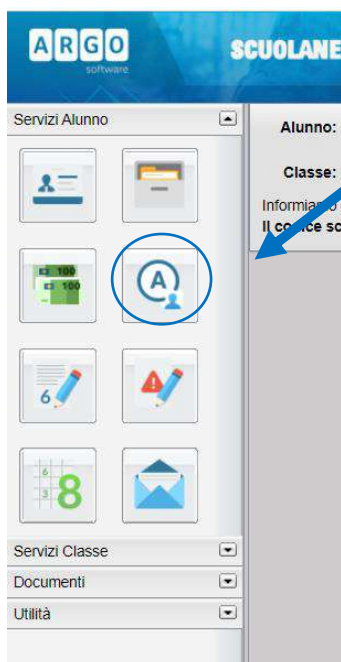 ARGO
software
SCUOLANE
Servizi Alunno
Alunno:
Classe:
Informiamo
Il codice sc
100
100
A
6
6
3
8
Servizi Classe
Documenti
Utilità